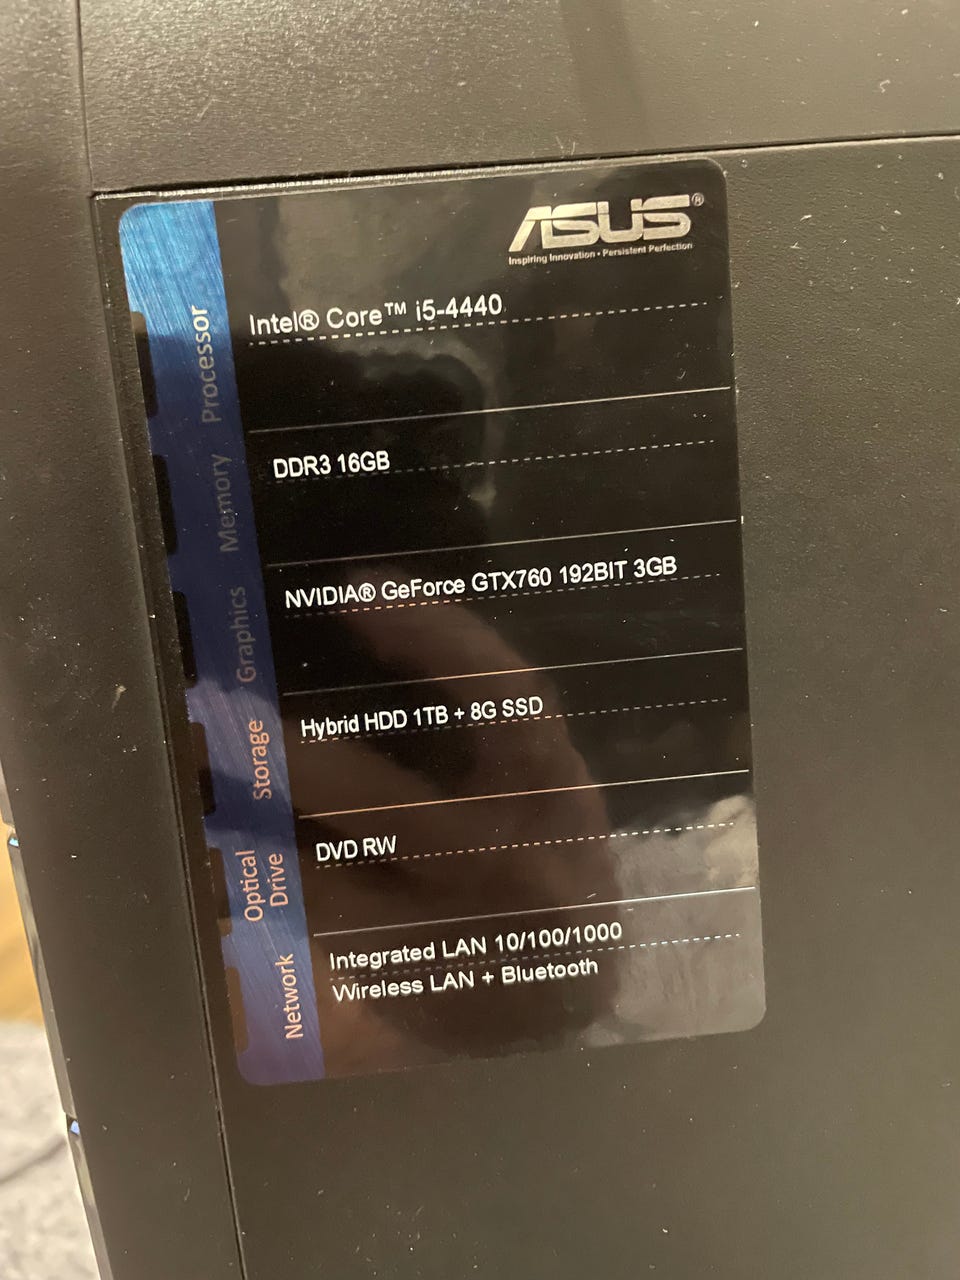 ASUS®
Inspiring Innovation • Persistent Perfection
Processor
Intel® Core™ i5-4440
Memory
DDR3 16GB
Graphics
NVIDIA® GeForce GTX760 192BIT 3GB
Storage
Hybrid HDD 1TB + 8G SSD
Optical
Drive
DVD RW
Network
Integrated LAN 10/100/1000
Wireless LAN + Bluetooth